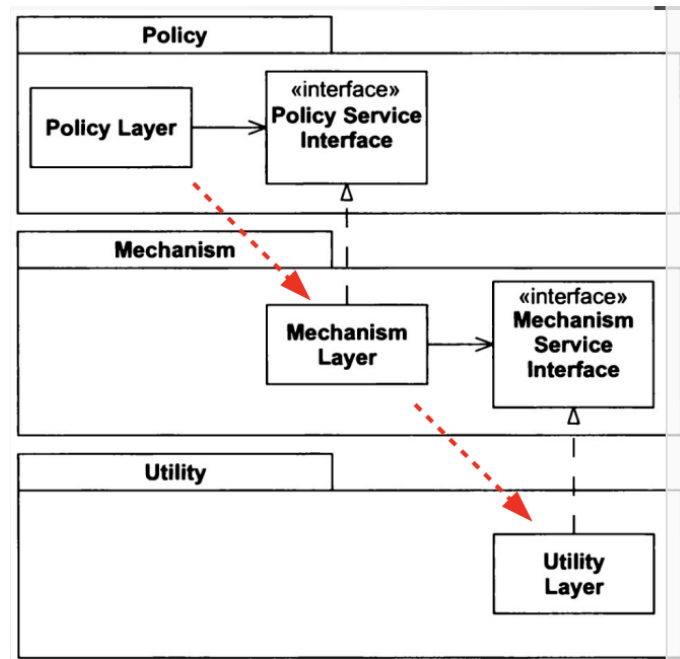 Policy
Policy Layer
«interface»
Policy Service
Interface
Mechanism
Mechanism
Layer
«interface»
Mechanism
Service
Interface
Utility
Utility
Layer